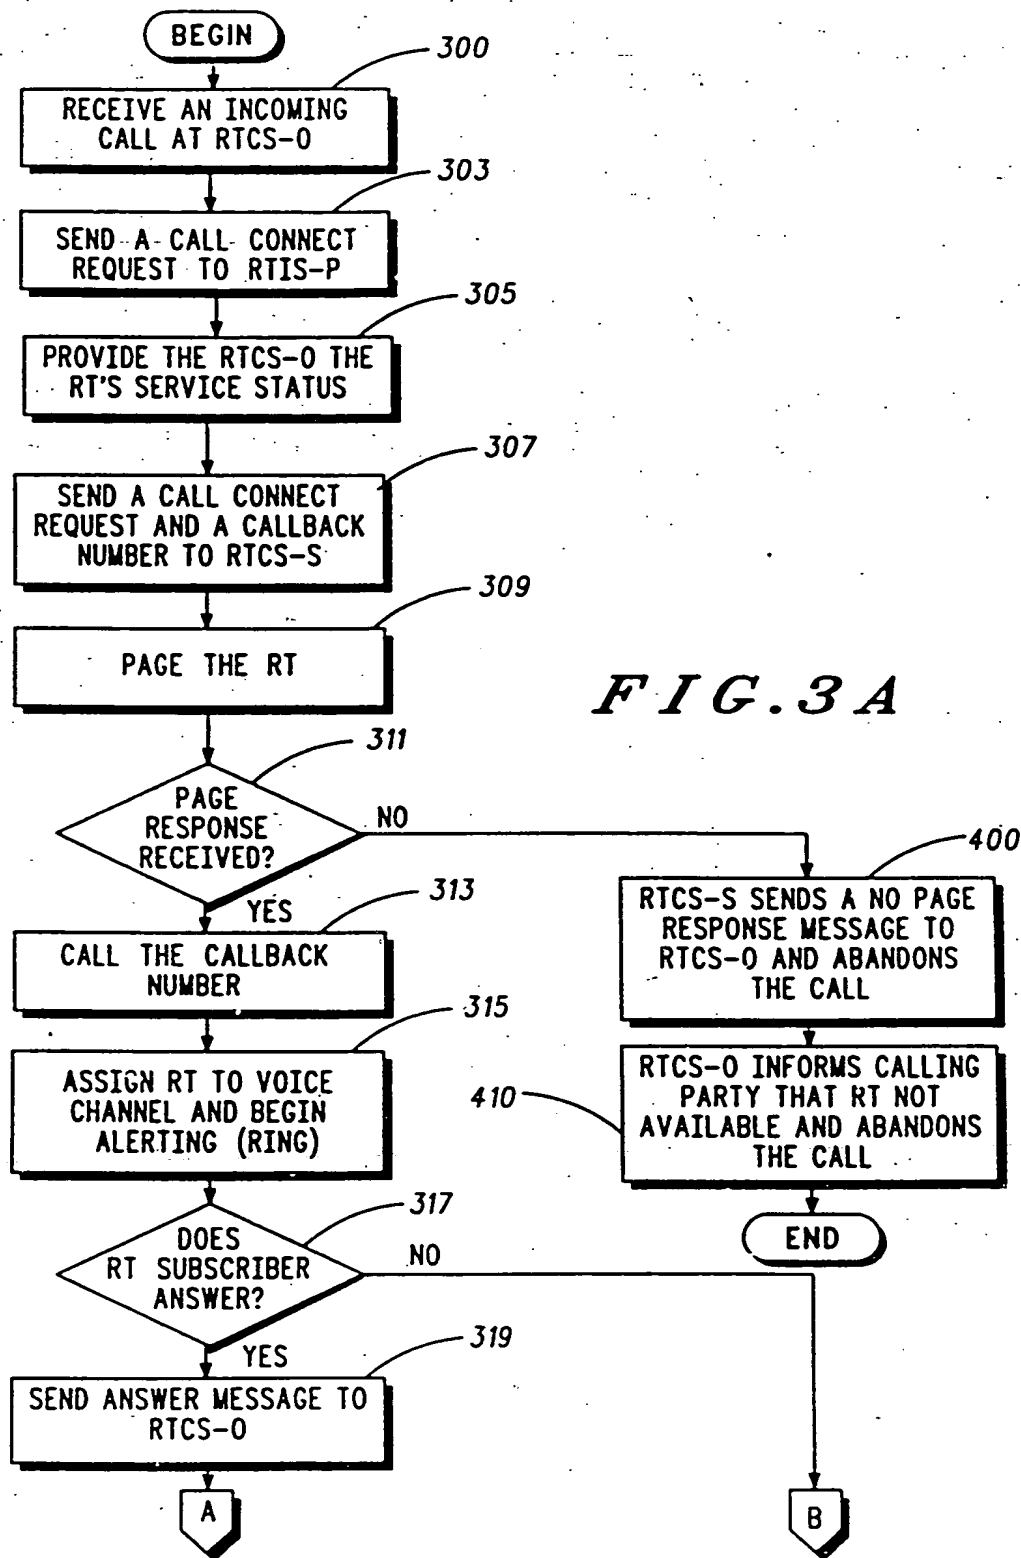 BEGIN
300
RECEIVE AN INCOMING
CALL AT RTCS-O
303
SEND A CALL CONNECT
REQUEST TO RTIS-P
305
PROVIDE THE RTCS-O THE
RT'S SERVICE STATUS
307
SEND A CALL CONNECT
REQUEST AND A CALLBACK
NUMBER TO RTCS-S
309
PAGE THE RT
FIG.3A
311
PAGE
RESPONSE
RECEIVED?
NO
YES
400
RTCS-S SENDS A NO PAGE
RESPONSE MESSAGE TO
RTCS-O AND ABANDONS
THE CALL
313
CALL THE CALLBACK
NUMBER
315
ASSIGN RT TO VOICE
CHANNEL AND BEGIN
ALERTING (RING)
410
RTCS-O INFORMS CALLING
PARTY THAT RT NOT
AVAILABLE AND ABANDONS
THE CALL
END
317
DOES
RT SUBSCRIBER
ANSWER?
NO
YES
319
SEND ANSWER MESSAGE TO
RTCS-O
A
B